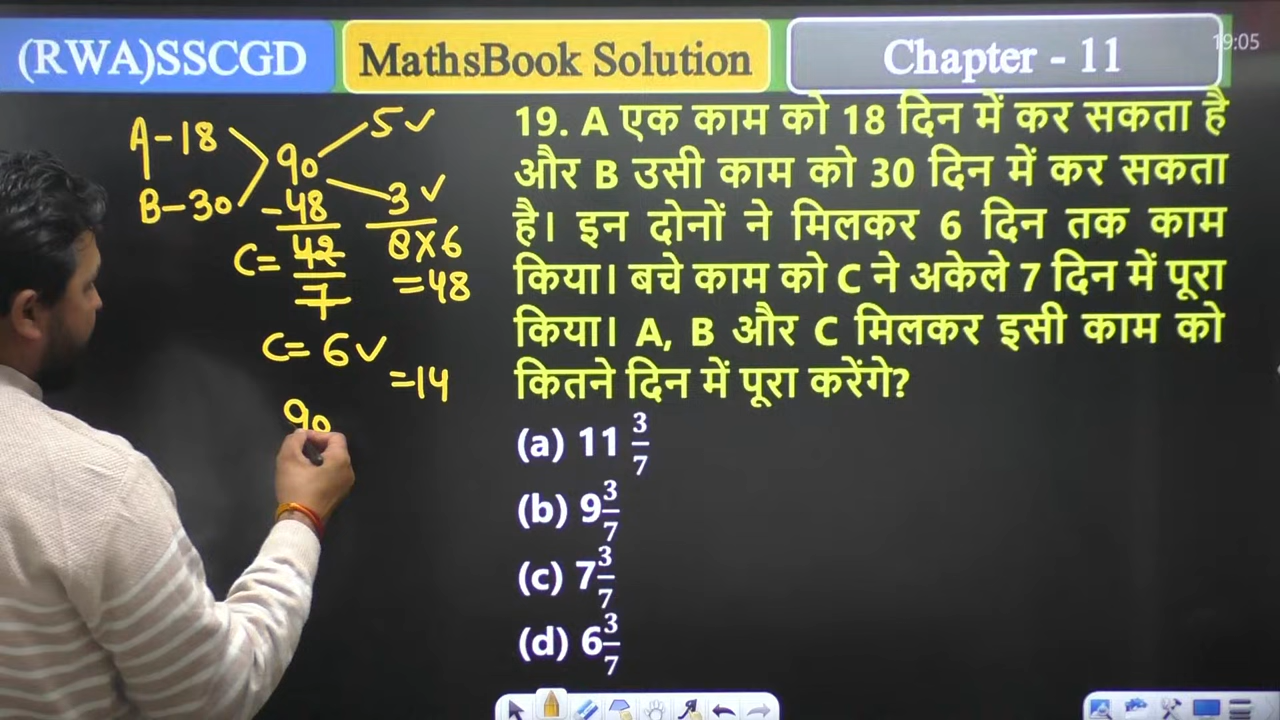 (RWA)SSCGD
MathsBook Solution
Chapter - 11
19:05
A-18
B-30
90
5✓
3✓
-48
8×6
=48
C= 42
7
C= 6✓
=14
90
19. A एक काम को 18 दिन में कर सकता है
और B उसी काम को 30 दिन में कर सकता
है। इन दोनों ने मिलकर 6 दिन तक काम
किया। बचे काम को C ने अकेले 7 दिन में पूरा
किया। A, B और C मिलकर इसी काम को
कितने दिन में पूरा करेंगे?
(a) 11 3/7
(b) 9 3/7
(c) 7 3/7
(d) 6 3/7